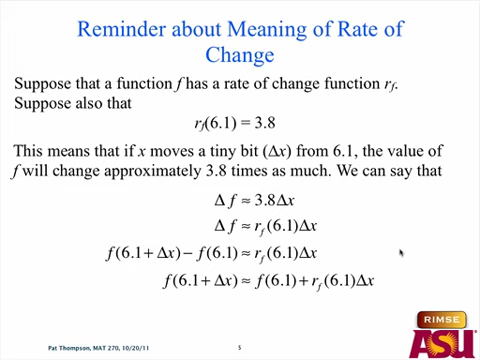 Reminder about Meaning of Rate of
Change
Suppose that a function f has a rate of change function r_f.
Suppose also that
r_f(6.1) = 3.8
This means that if x moves a tiny bit (Δx) from 6.1, the value of
f will change approximately 3.8 times as much. We can say that
Δ f ≈ 3.8Δx
Δ f ≈ r_f (6.1)Δx
f(6.1 + Δx) − f(6.1) ≈ r_f (6.1)Δx
f(6.1 + Δx) ≈ f(6.1) + r_f (6.1)Δx
RIMSE
ASU
Pat Thompson, MAT 270, 10/20/11
5